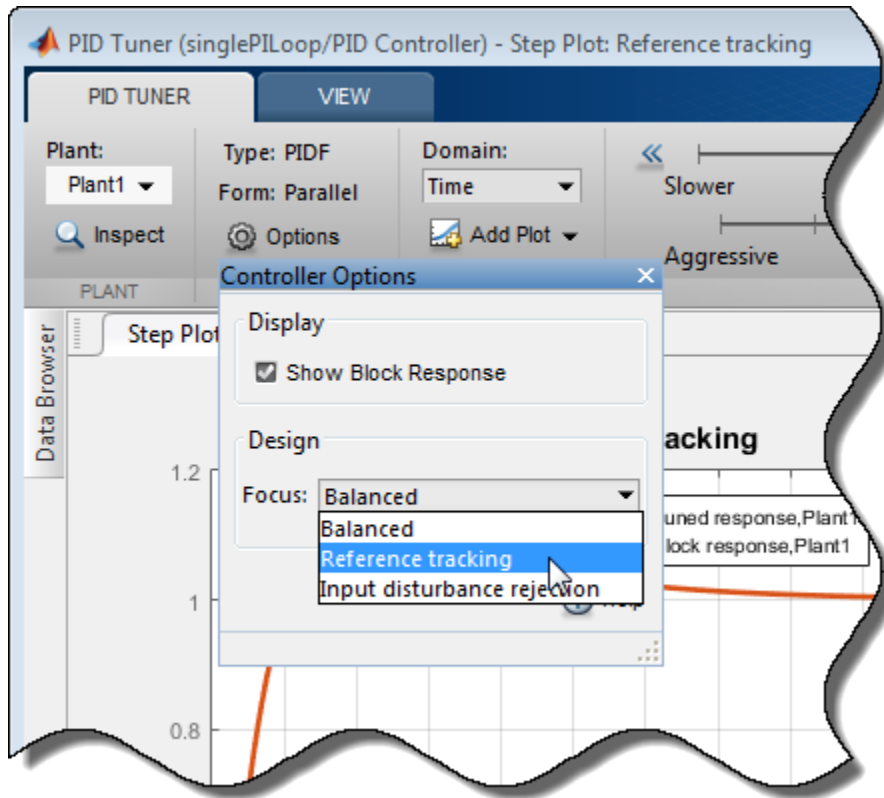 PID Tuner (singlePILoop/PID Controller) - Step Plot: Reference tracking
PID TUNER
VIEW
Plant:
Plant1
Inspect
PLANT
Type: PIDF
Form: Parallel
Options
Domain:
Time
Add Plot
Slower
Aggressive
Controller Options
Display
Show Block Response
Design
Focus: Balanced
Balanced
Reference tracking
Input disturbance rejection
Data Browser
Step Plot
acking
uned response,Plant1
lock response,Plant1
1.2
1
0.8